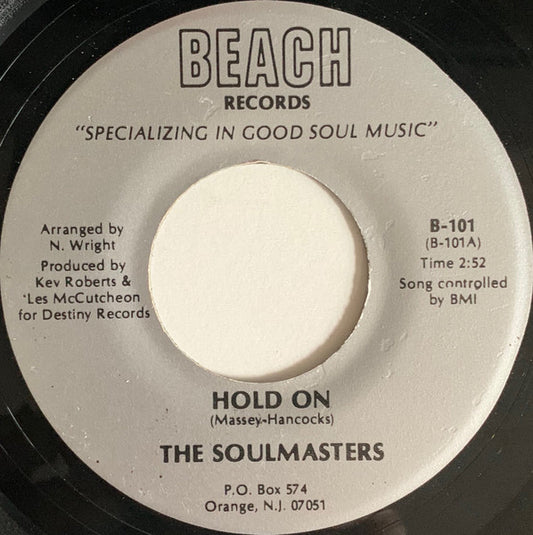 BEACH
RECORDS
"SPECIALIZING IN GOOD SOUL MUSIC"
Arranged by
N. Wright
Produced by
Kev Roberts &
'Les McCutcheon
for Destiny Records
B-101
(B-101A)
Time 2:52
Song controlled
by BMI
HOLD ON
(Massey-Hancocks)
THE SOULMASTERS
P.O. Box 574
Orange, N.J. 07051